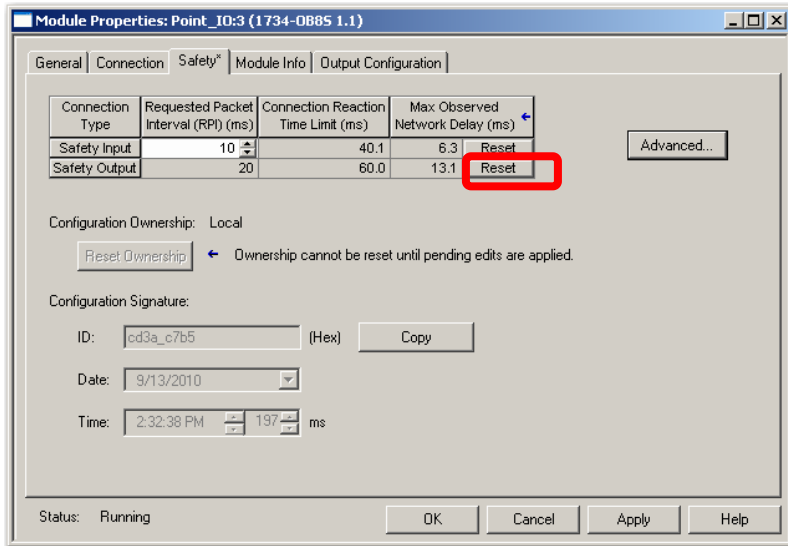 Module Properties: Point_IO:3 (1734-OB8S 1.1)
General Connection Safety* Module Info Output Configuration
Connection Type Requested Packet Interval (RPI) (ms) Connection Reaction Time Limit (ms) Max Observed Network Delay (ms)
Safety Input 10 40.1 6.3 Reset
Safety Output 20 60.0 13.1 Reset
Advanced...
Configuration Ownership: Local
Reset Ownership ← Ownership cannot be reset until pending edits are applied.
Configuration Signature:
ID: cd3a_c7b5 (Hex) Copy
Date: 9/13/2010
Time: 2:32:38 PM 197 ms
Status: Running OK Cancel Apply Help